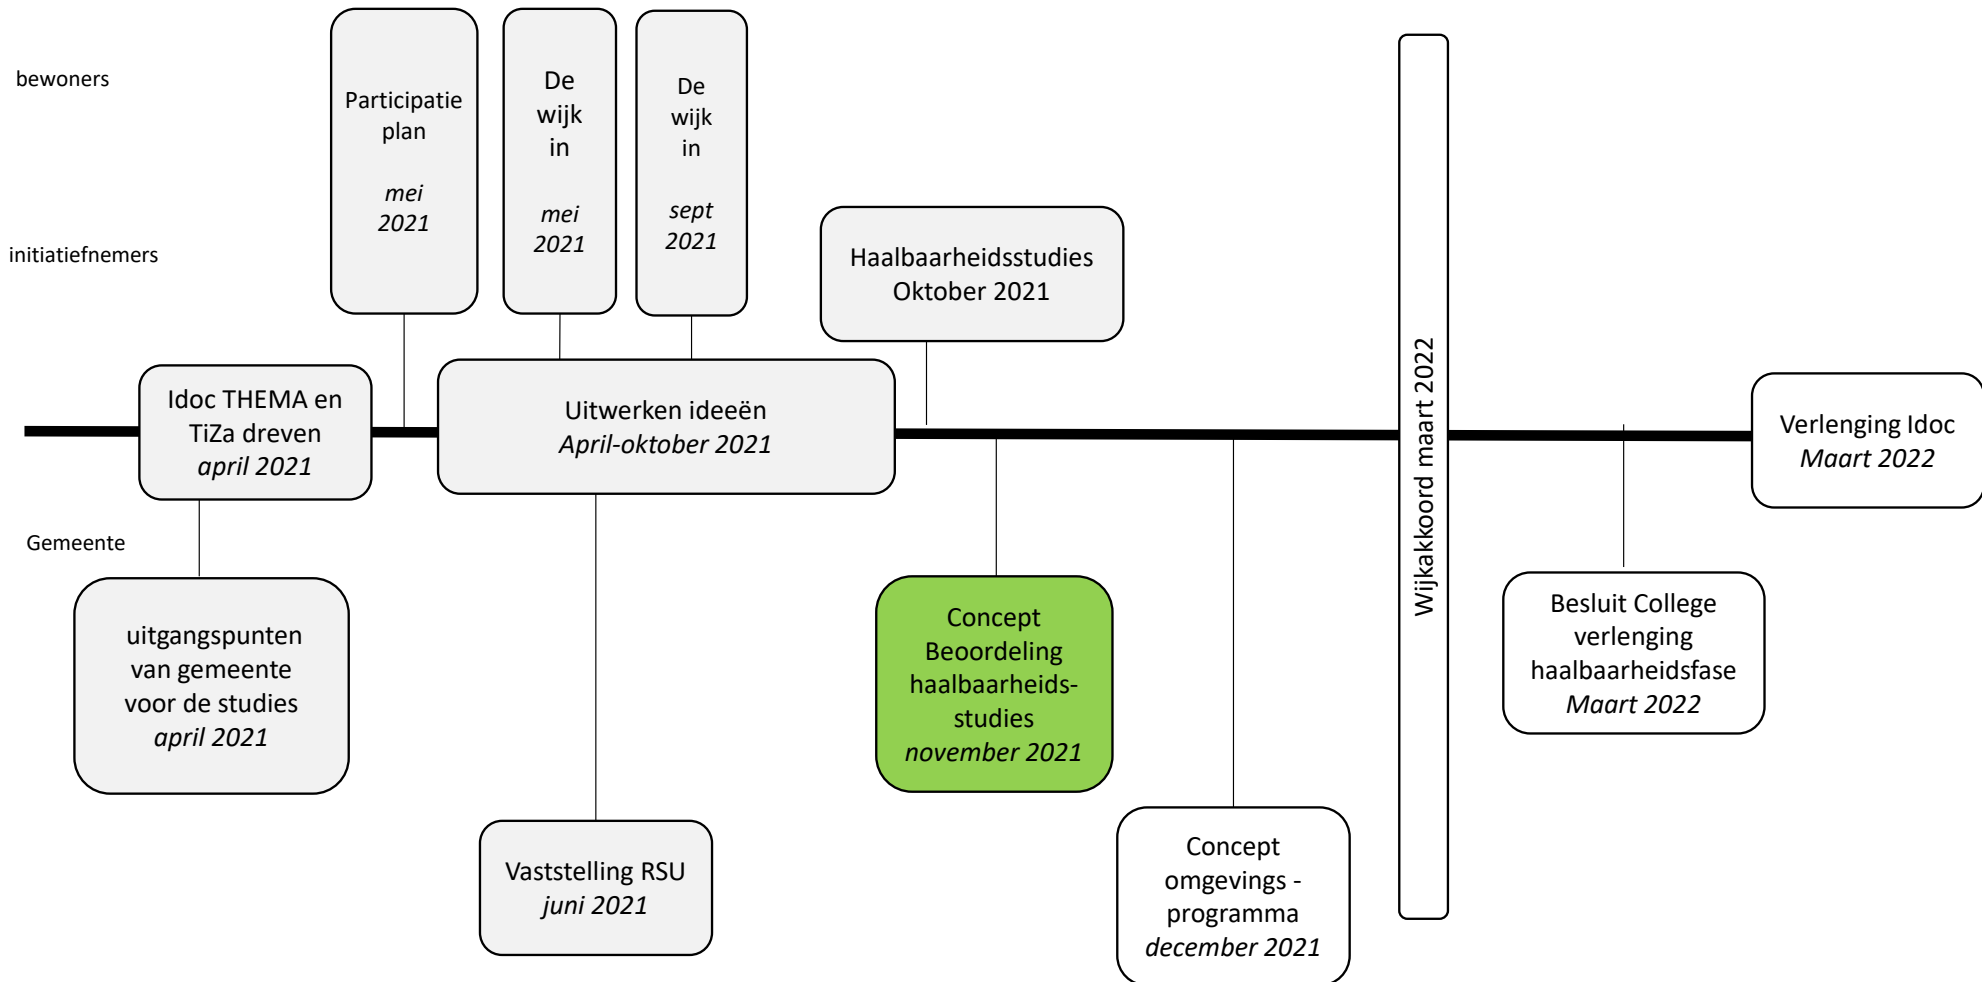 bewoners
initiatiefnemers
Gemeente
Participatie
plan
mei
2021
De
wijk
in
mei
2021
De
wijk
in
sept
2021
Haalbaarheidsstudies
Oktober 2021
Idoc THEMA en
TiZa dreven
april 2021
Uitwerken ideeën
April-oktober 2021
Wijkakkoord maart 2022
Verlenging Idoc
Maart 2022
uitgangspunten
van gemeente
voor de studies
april 2021
Vaststelling RSU
juni 2021
Concept
Beoordeling
haalbaarheids-
studies
november 2021
Concept
omgevings -
programma
december 2021
Besluit College
verlenging
haalbaarheidsfase
Maart 2022